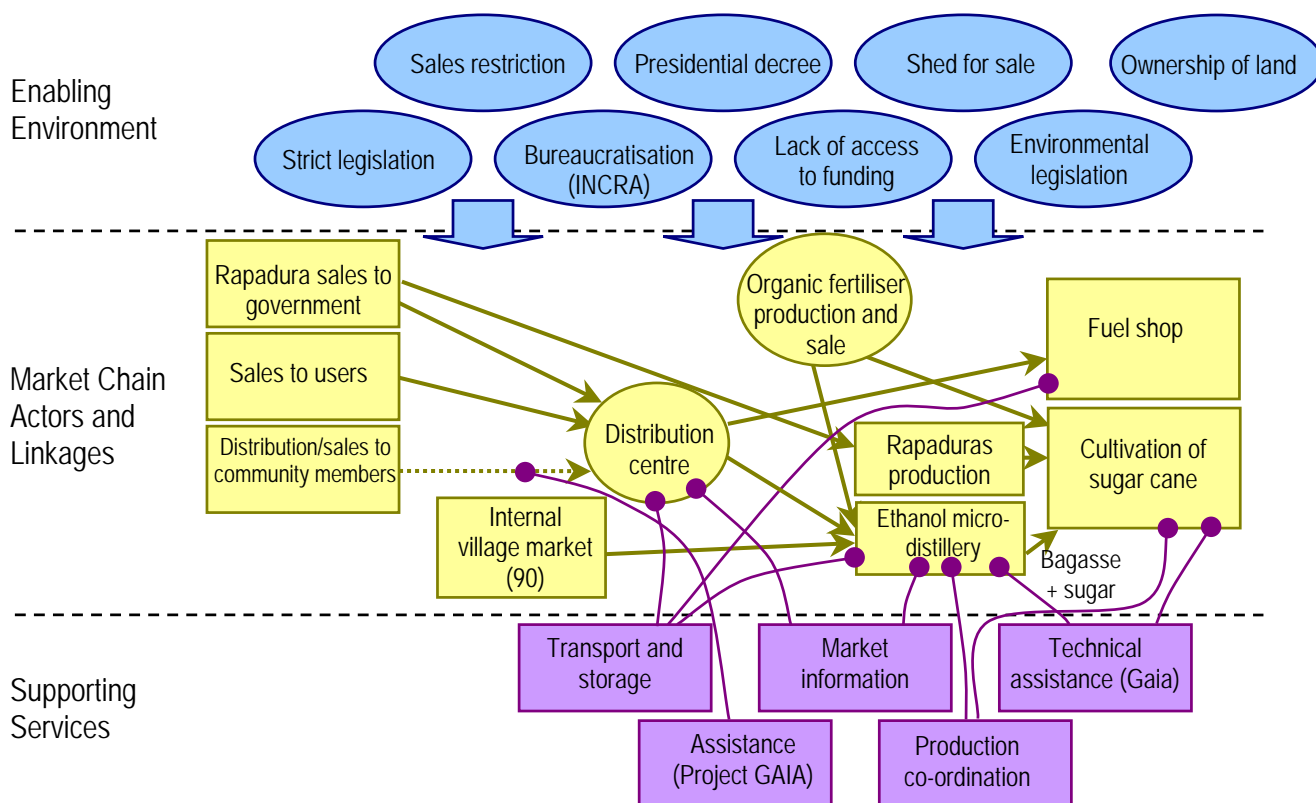 Enabling
Environment
Sales restriction
Presidential decree
Shed for sale
Ownership of land
Strict legislation
Bureaucratisation
(INCRA)
Lack of access
to funding
Environmental
legislation
Market Chain
Actors and
Linkages
Rapadura sales to
government
Sales to users
Distribution/sales to
community members
Internal
village market
(90)
Distribution
centre
Organic fertiliser
production and
sale
Rapaduras
production
Ethanol micro-
distillery
Fuel shop
Cultivation of
sugar cane
Bagasse
+ sugar
Supporting
Services
Transport and
storage
Market
information
Technical
assistance (Gaia)
Assistance
(Project GAIA)
Production
co-ordination